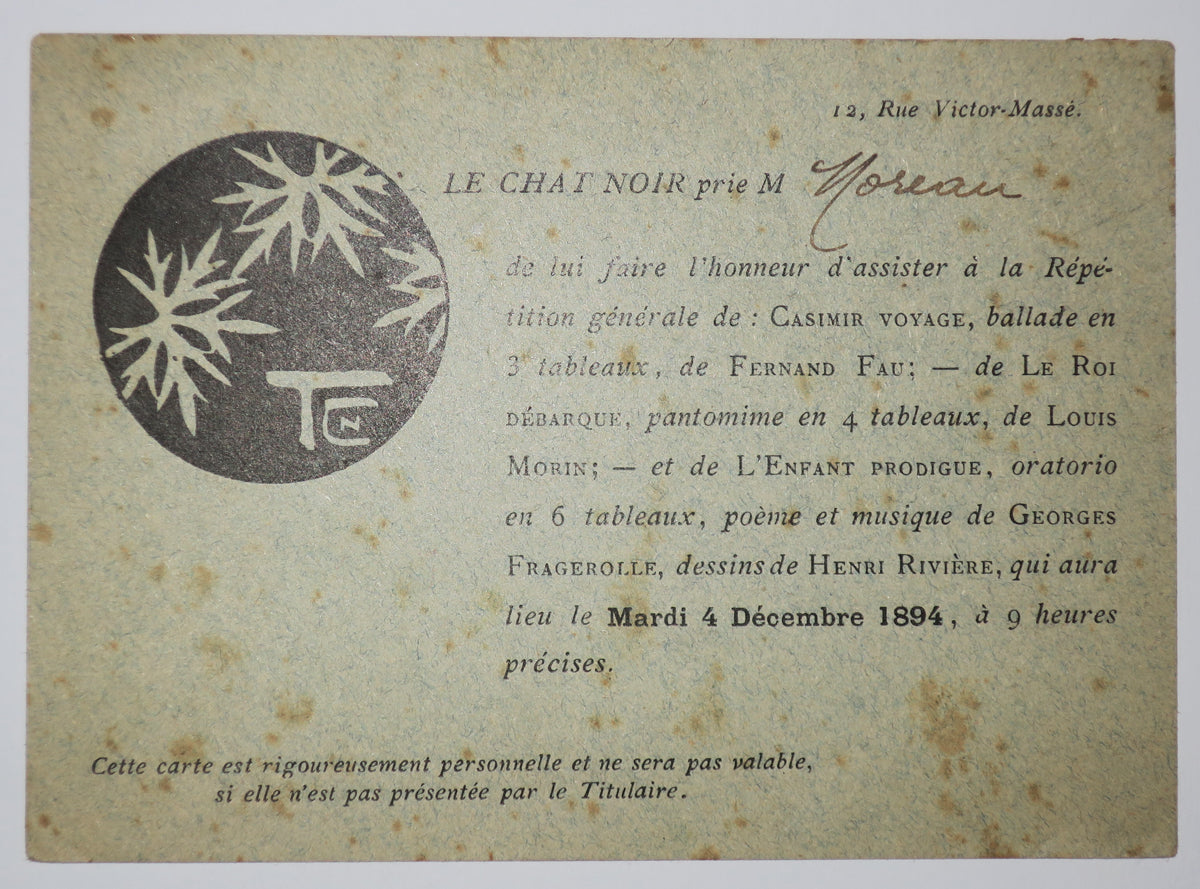 12, Rue Victor-Massé.
LE CHAT NOIR prie M Moreau
de lui faire l'honneur d'assister à la Répé-
tition générale de : CASIMIR VOYAGE, ballade en
3 tableaux, de FERNAND FAU; — de LE ROI
DÉBARQUE, pantomime en 4 tableaux, de LOUIS
MORIN; — et de L'ENFANT PRODIGUE, oratorio
en 6 tableaux, poème et musique de GEORGES
FRAGEROLLE, dessins de HENRI RIVIÈRE, qui aura
lieu le Mardi 4 Décembre 1894, à 9 heures
précises.
TCN
Cette carte est rigoureusement personnelle et ne sera pas valable,
si elle n'est pas présentée par le Titulaire.